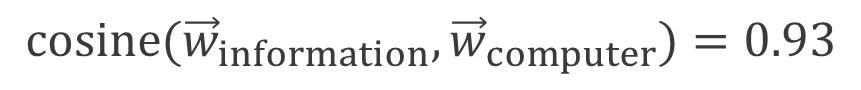 cosine(w⃗information, w⃗computer) = 0.93